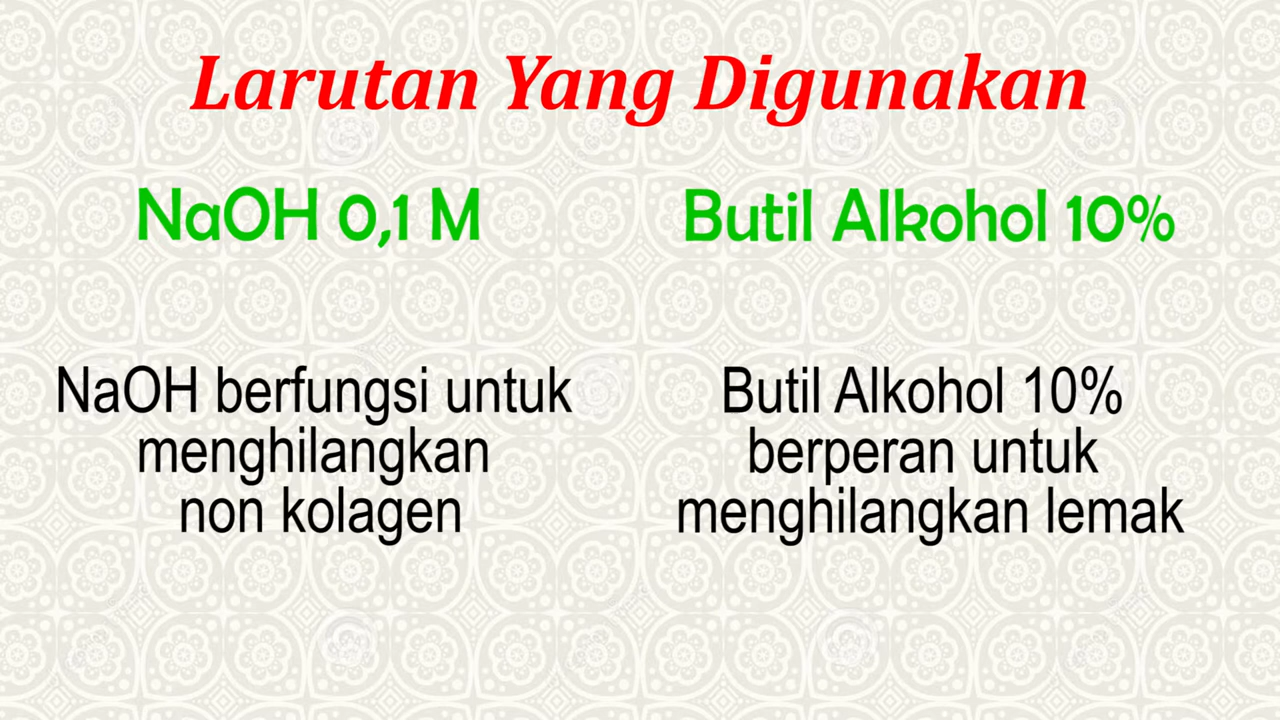 Larutan Yang Digunakan
NaOH 0,1 M
NaOH berfungsi untuk
menghilangkan
non kolagen
Butil Alkohol 10%
Butil Alkohol 10%
berperan untuk
menghilangkan lemak